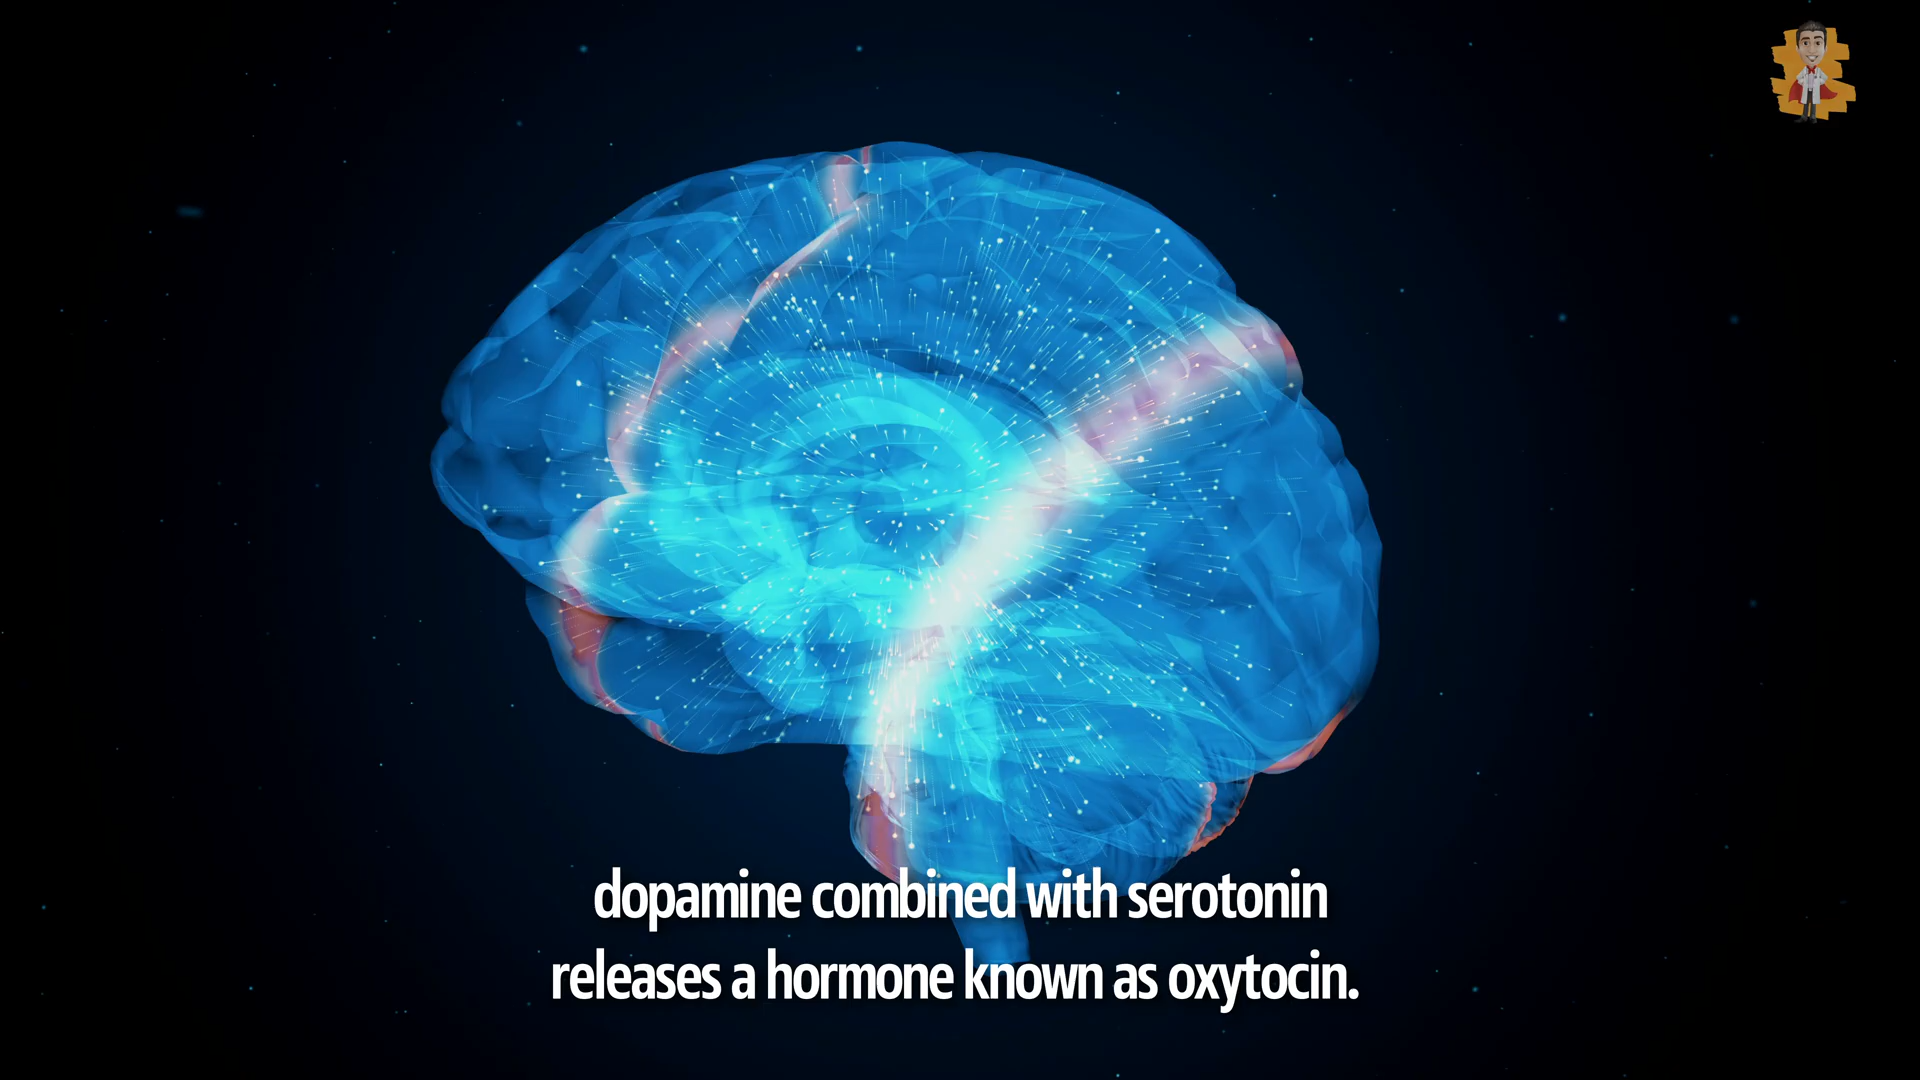 dopamine combined with serotonin
releases a hormone known as oxytocin.